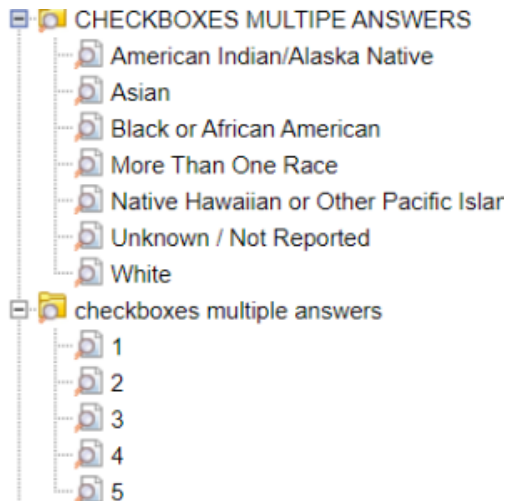 CHECKBOXES MULTIPE ANSWERS
American Indian/Alaska Native
Asian
Black or African American
More Than One Race
Native Hawaiian or Other Pacific Islar
Unknown / Not Reported
White
checkboxes multiple answers
1
2
3
4
5